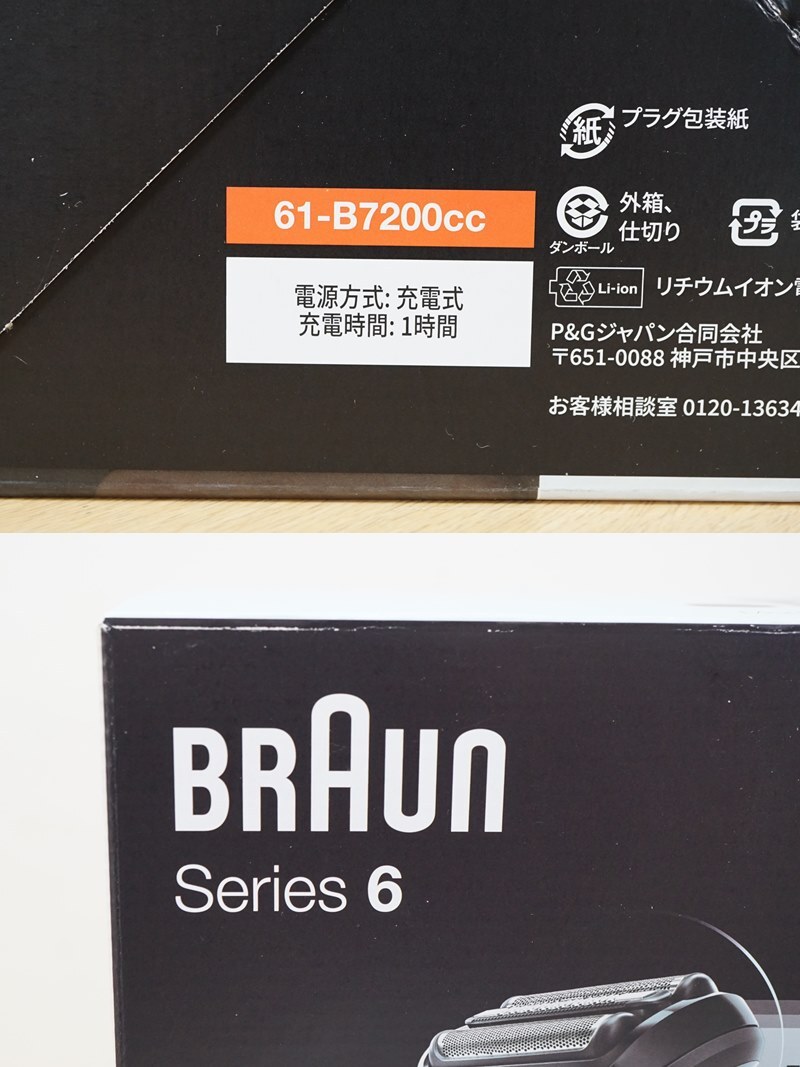 紙 プラグ包装紙
61-B7200cc
外箱、
仕切り
ダンボール
プラ
Li-ion リチウムイオン電
電源方式: 充電式
充電時間: 1時間
P&Gジャパン合同会社
〒651-0088 神戸市中央区
お客様相談室 0120-13634
BRAUN
Series 6